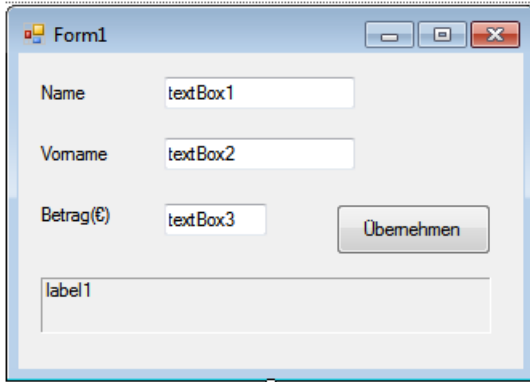 Form1
Name textBox1
Vorname textBox2
Betrag(€) textBox3
Übernehmen
label1